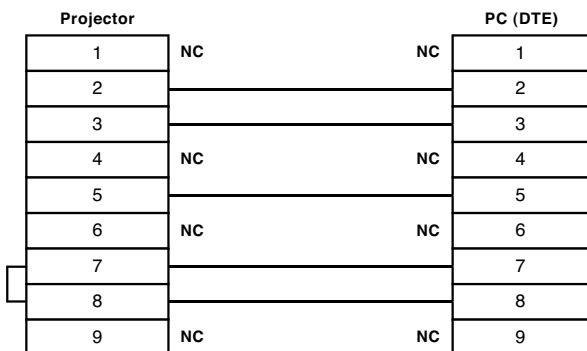 Projector PC (DTE)
1 NC NC 1
2 2
3 3
4 NC NC 4
5 5
6 NC NC 6
7 7
8 8
9 NC NC 9